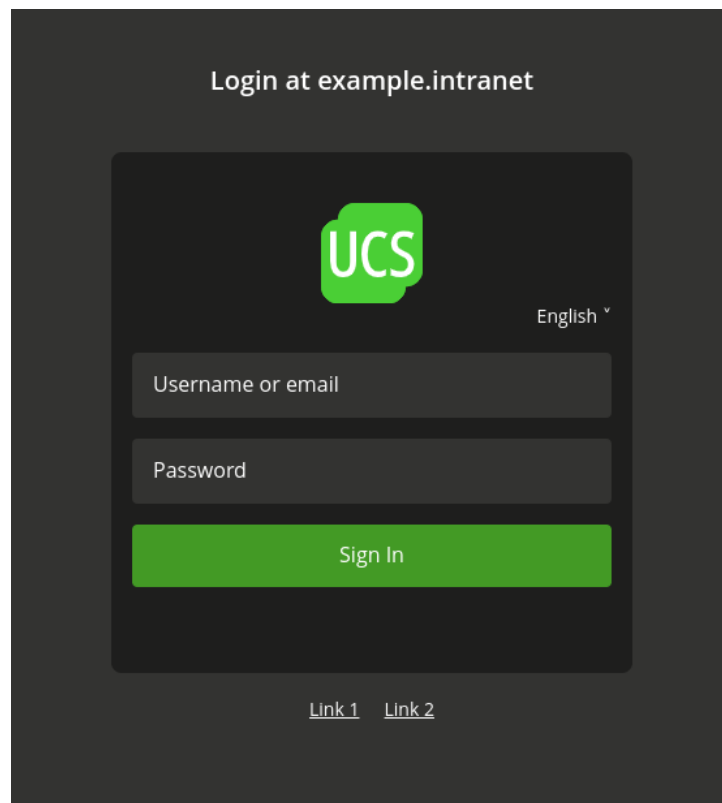 Login at example.intranet
UCS
English ˅
Username or email
Password
Sign In
Link 1 Link 2